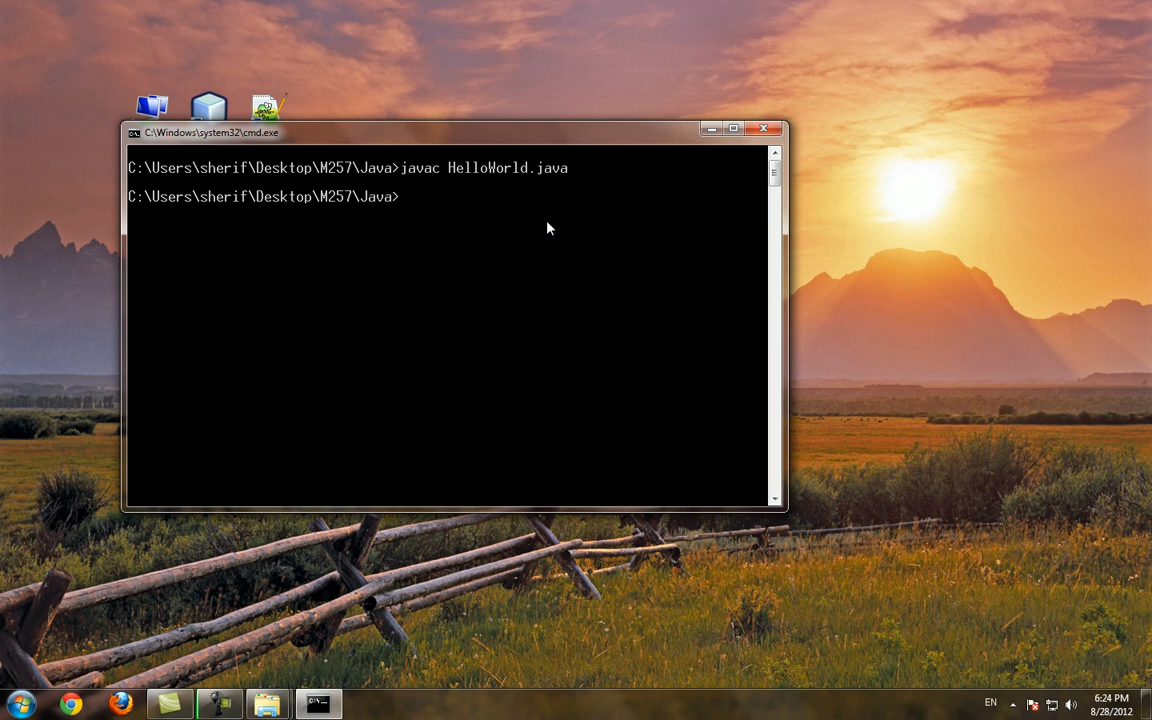 C:\Windows\system32\cmd.exe
C:\Users\sherif\Desktop\M257\Java>javac HelloWorld.java
C:\Users\sherif\Desktop\M257\Java>
EN
6:24 PM
8/28/2012